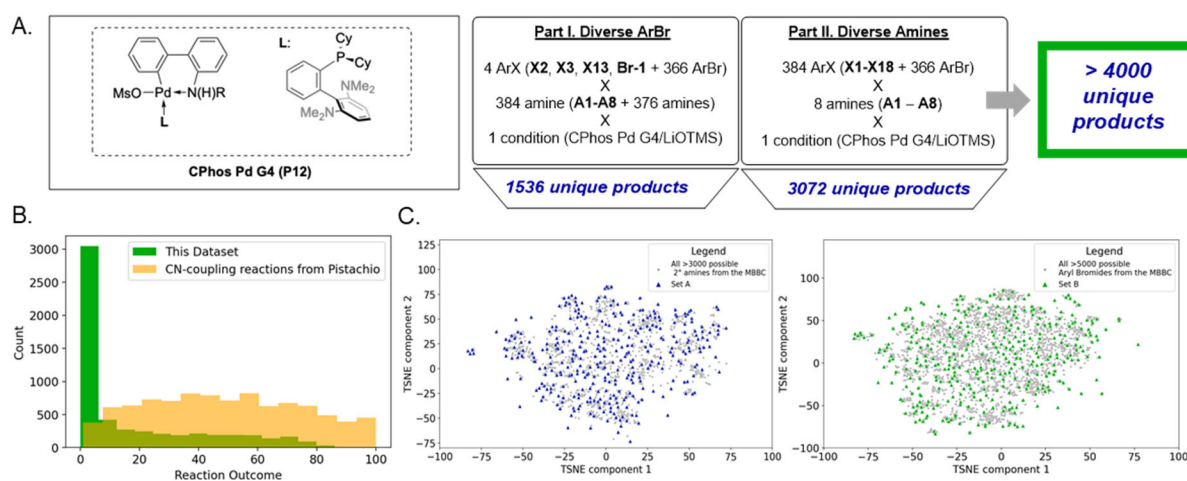 A.
L:
P
Cy
Cy
NMe2
Me2N
MsO
Pd
N(H)R
L
CPhos Pd G4 (P12)
Part I. Diverse ArBr
4 ArX (X2, X3, X13, Br-1 + 366 ArBr)
X
384 amine (A1-A8 + 376 amines)
X
1 condition (CPhos Pd G4/LiOTMS)
1536 unique products
Part II. Diverse Amines
384 ArX (X1-X18 + 366 ArBr)
X
8 amines (A1 – A8)
X
1 condition (CPhos Pd G4/LiOTMS)
3072 unique products
> 4000
unique
products
B.
This Dataset
CN-coupling reactions from Pistachio
3000
2500
2000
1500
1000
500
0
Count
0 20 40 60 80 100
Reaction Outcome
C.
Legend
All >3000 possible
2° amines from the MBBC
Set A
125
100
75
50
25
0
−25
−50
−75
TSNE component 2
−100 −75 −50 −25 0 25 50 75 100
TSNE component 1
Legend
All >5000 possible
Aryl Bromides from the MBBC
Set B
100
50
0
−50
−100
TSNE component 2
−100 −75 −50 −25 0 25 50 75 100
TSNE component 1